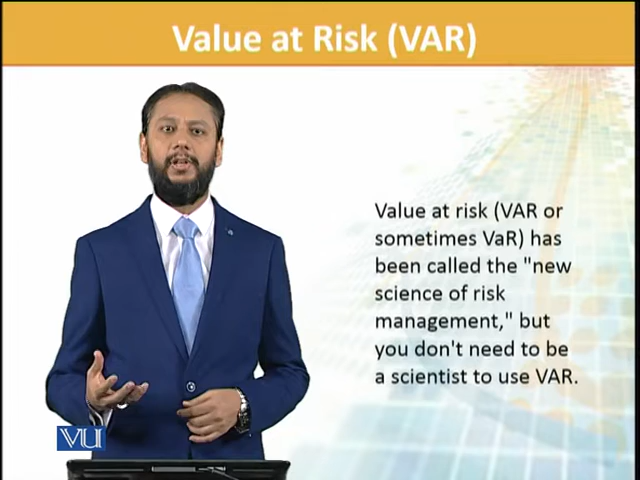 Value at Risk (VAR)
Value at risk (VAR or
sometimes VaR) has
been called the "new
science of risk
management," but
you don't need to be
a scientist to use VAR.
VU